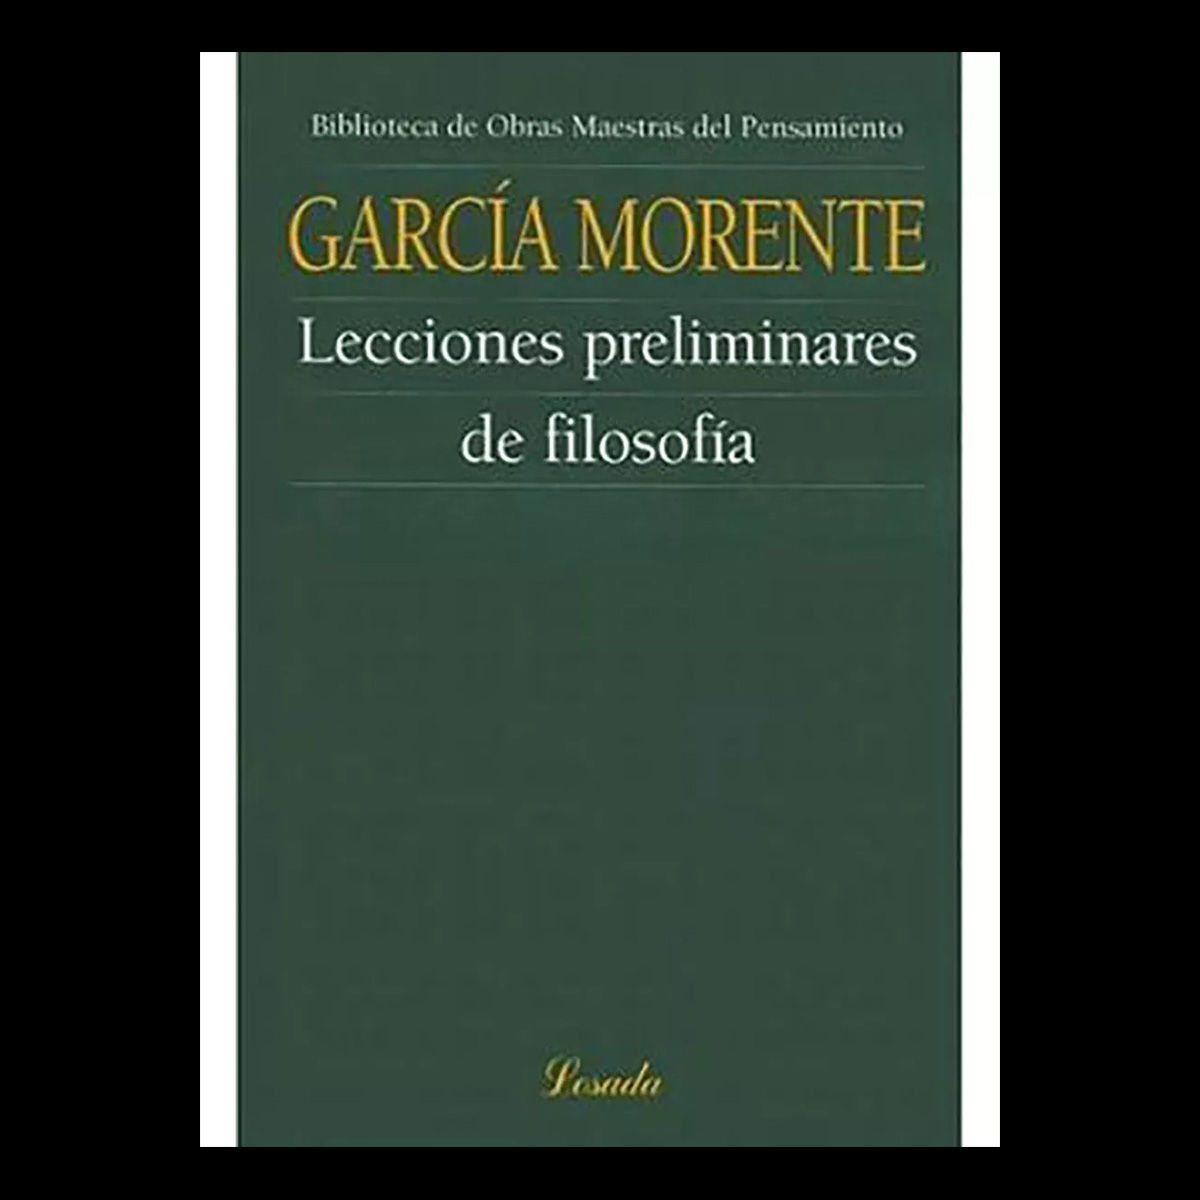 Biblioteca de Obras Maestras del Pensamiento
GARCÍA MORENTE
Lecciones preliminares
de filosofía
Losada